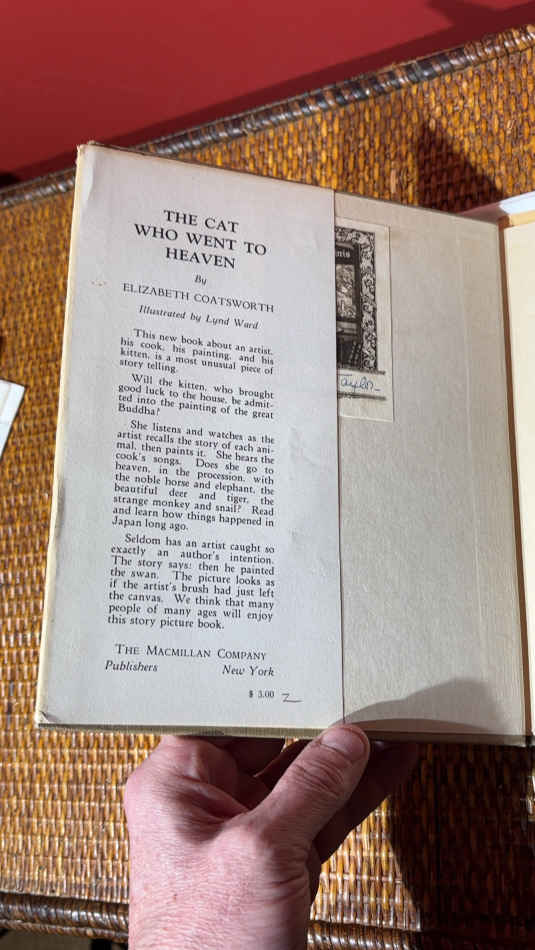 THE CAT
WHO WENT TO
HEAVEN
By
ELIZABETH COATSWORTH
Illustrated by Lynd Ward
This new book about an artist,
his cook, his painting, and his
kitten, is a most unusual piece of
story telling.
Will the kitten, who brought
good luck to the house, be admit-
ted into the painting of the great
Buddha?
She listens and watches as the
artist recalls the story of each ani-
mal, then paints it. She hears the
cook's songs. Does she go to
heaven, in the procession, with
the noble horse and elephant, the
beautiful deer and tiger, the
strange monkey and snail? Read
and learn how things happened in
Japan long ago.
Seldom has an artist caught so
exactly an author's intention.
The story says: then he painted
the swan. The picture looks as
if the artist's brush had just left
the canvas. We think that many
people of many ages will enjoy
this story picture book.
THE MACMILLAN COMPANY
Publishers New York
$ 3.00
Taylor